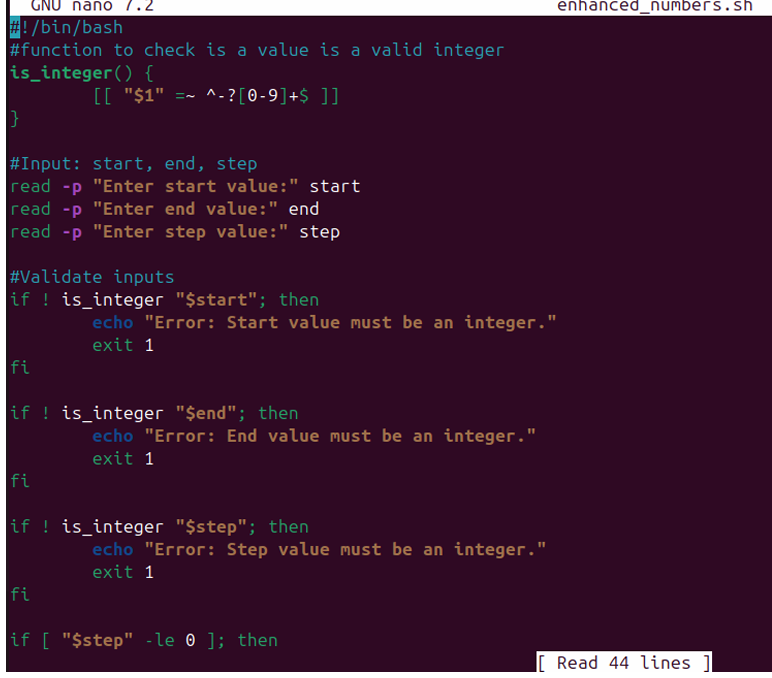 GNU nano 7.2 enhanced_numbers.sh
#!/bin/bash
#function to check is a value is a valid integer
is_integer() {
        [[ "$1" =~ ^-?[0-9]+$ ]]
}

#Input: start, end, step
read -p "Enter start value:" start
read -p "Enter end value:" end
read -p "Enter step value:" step

#Validate inputs
if ! is_integer "$start"; then
        echo "Error: Start value must be an integer."
        exit 1
fi

if ! is_integer "$end"; then
        echo "Error: End value must be an integer."
        exit 1
fi

if ! is_integer "$step"; then
        echo "Error: Step value must be an integer."
        exit 1
fi

if [ "$step" -le 0 ]; then
[ Read 44 lines ]